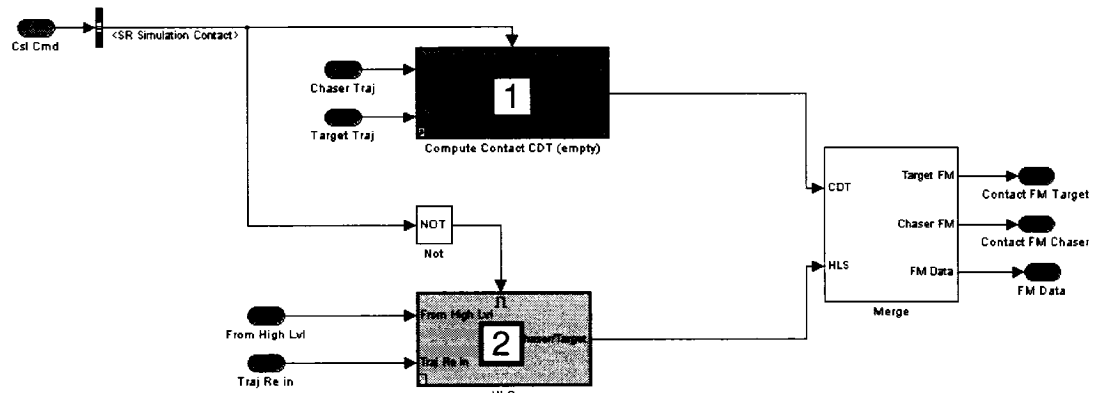 Csl Cmd
<SR Simulation Contact>
Chaser Traj
Target Traj
1
Compute Contact CDT (empty)
CDT
HLS
Target FM
Chaser FM
FM Data
Merge
Contact FM Target
Contact FM Chaser
FM Data
NOT
Not
From High Lvl
Traj Re in
From High Lvl
Traj Re in
2
haser/Target